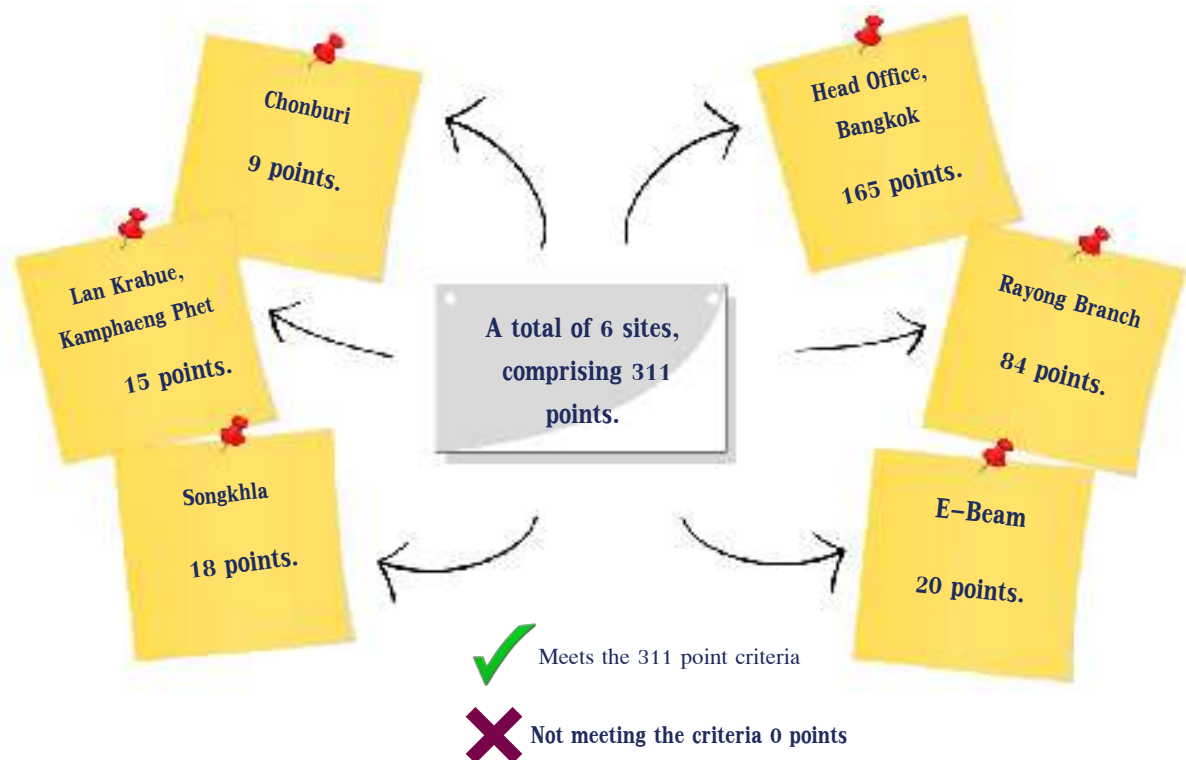 Chonburi
9 points.
Head Office,
Bangkok
165 points.
Lan Krabue,
Kamphaeng Phet
15 points.
A total of 6 sites,
comprising 311
points.
Rayong Branch
84 points.
Songkhla
18 points.
E-Beam
20 points.
Meets the 311 point criteria
Not meeting the criteria 0 points